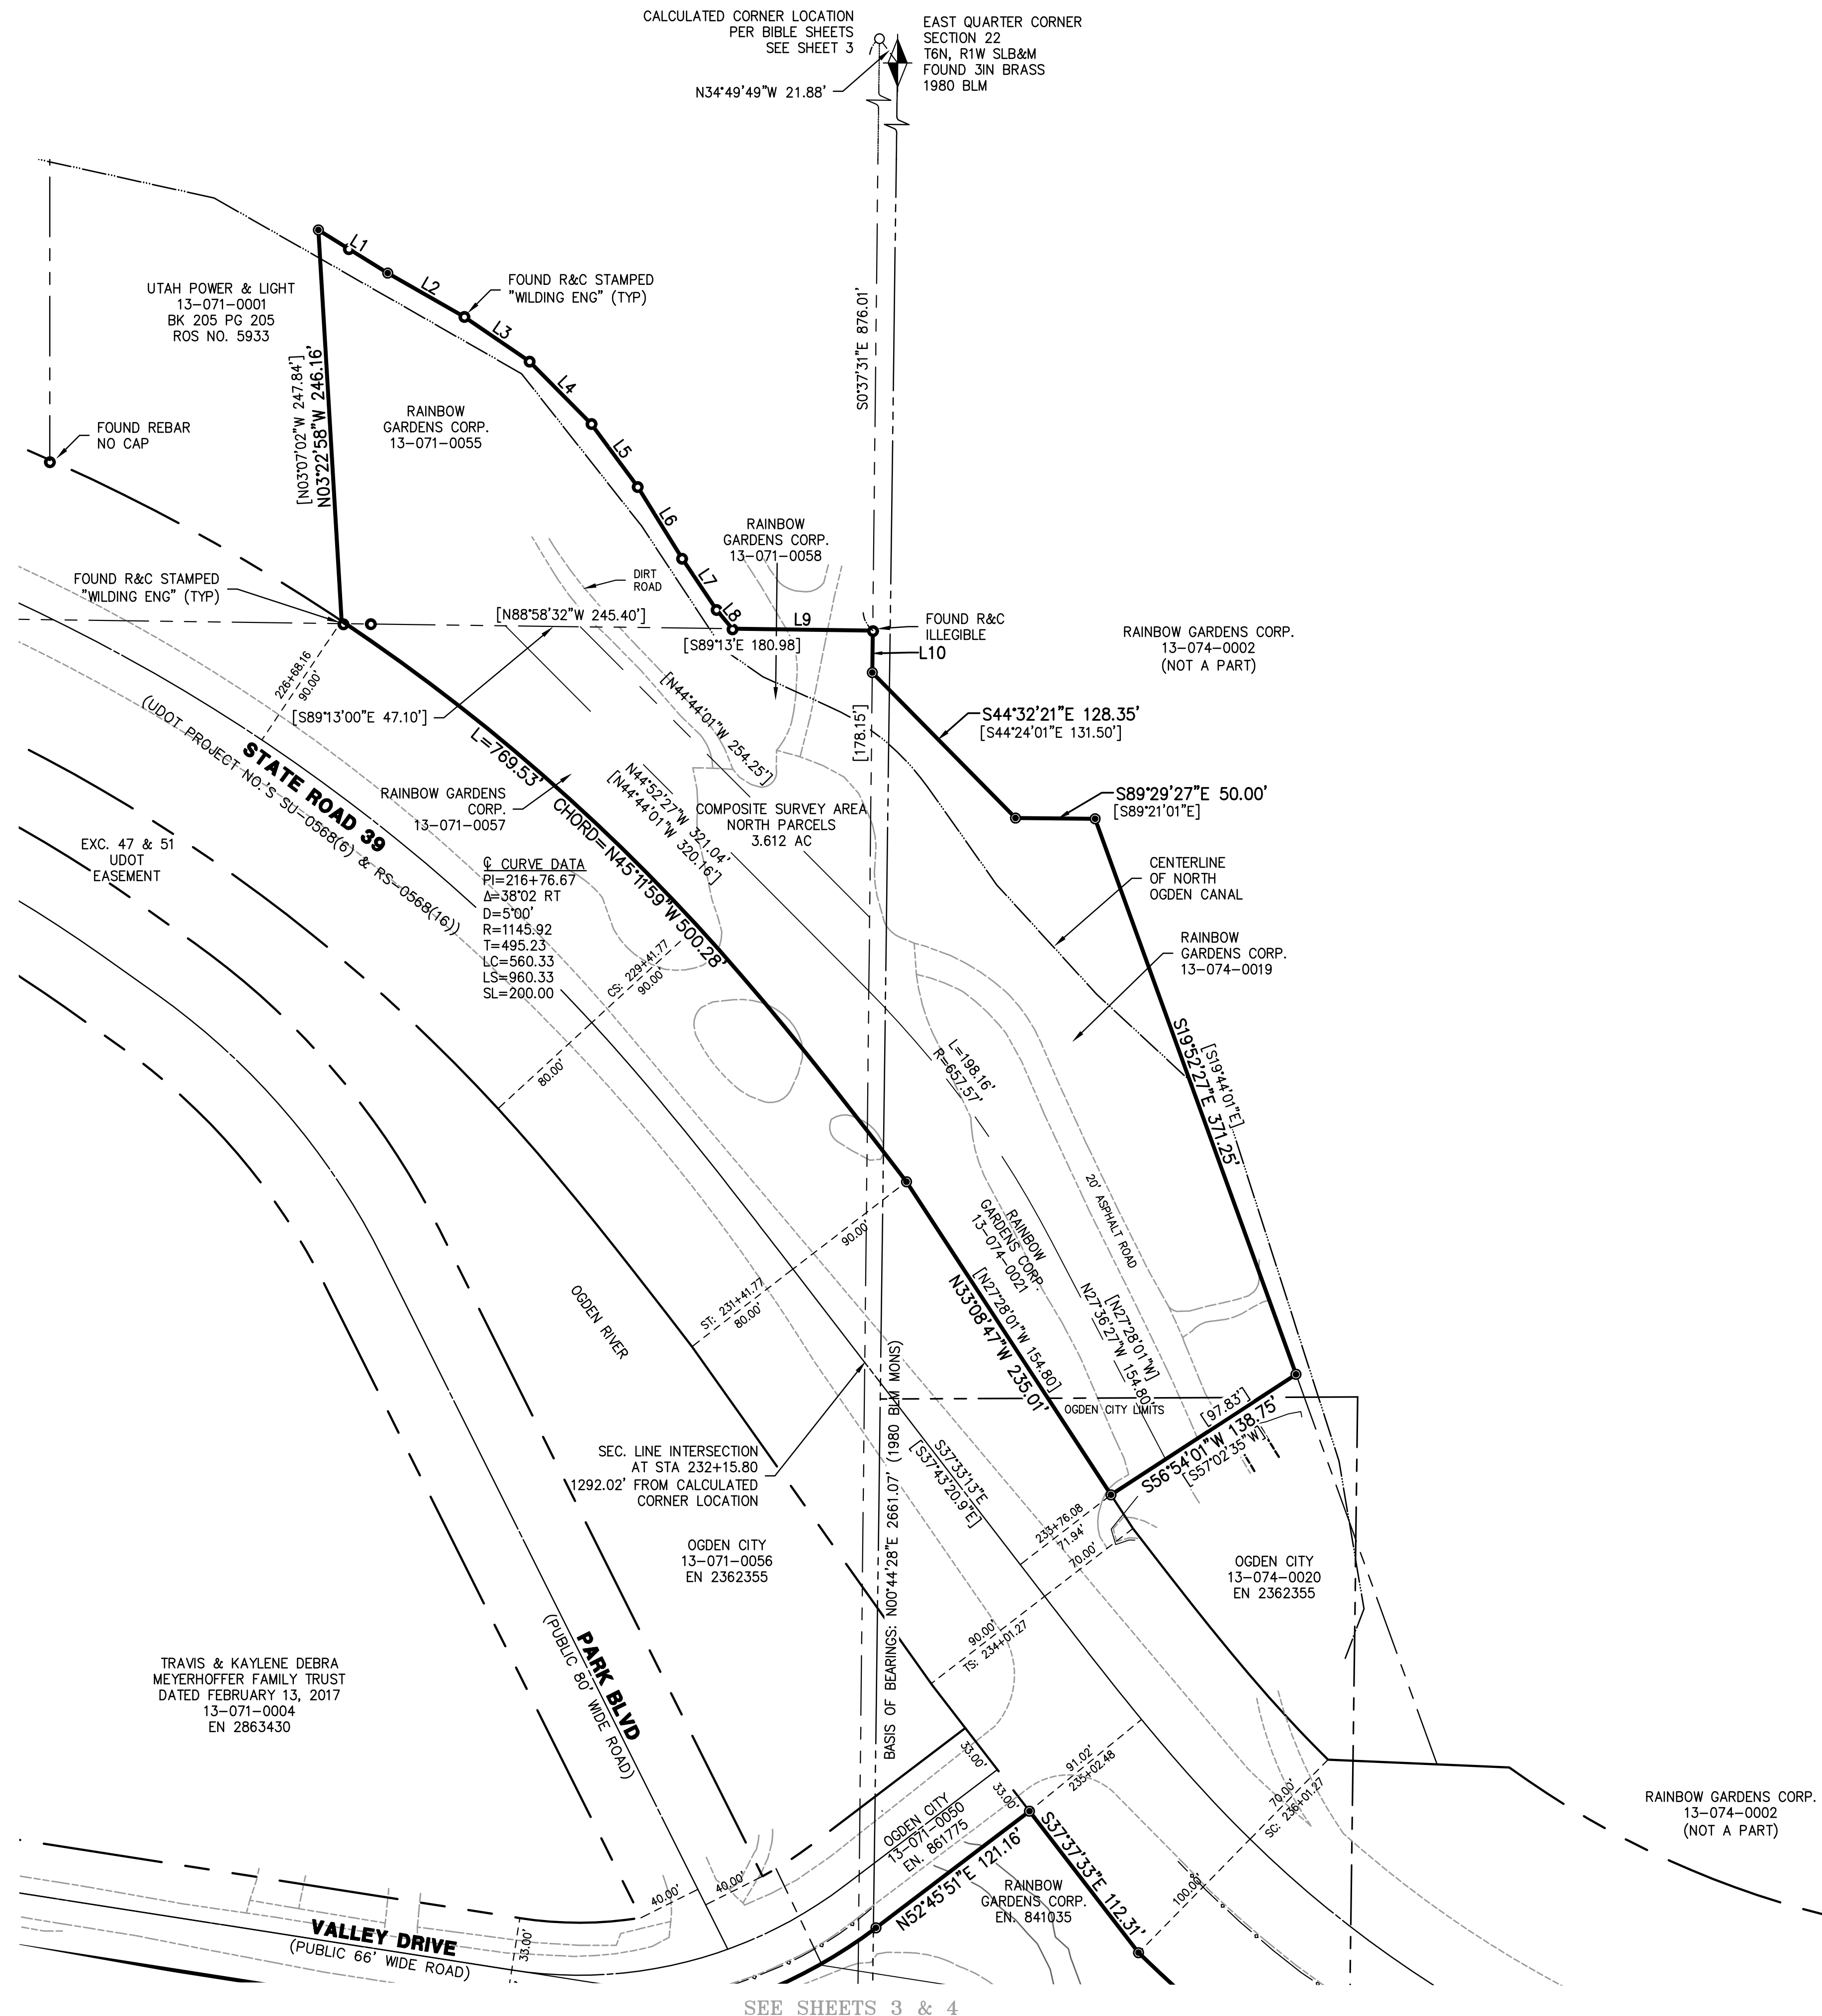 CALCULATED CORNER LOCATION
PER BIBLE SHEETS
SEE SHEET 3
EAST QUARTER CORNER
SECTION 22
T6N, R1W SLB&M
FOUND 3IN BRASS
1980 BLM
N34°49'49"W 21.88'
UTAH POWER & LIGHT
13-071-0001
BK 205 PG 205
ROS NO. 5933
L1
L2
FOUND R&C STAMPED
"WILDING ENG" (TYP)
L3
L4
L5
L6
L7
L8
L9
L10
S0°37'31"E 876.01'
[N03°07'02"W 247.84']
N03°22'58"W 246.16'
RAINBOW
GARDENS CORP.
13-071-0055
FOUND REBAR
NO CAP
RAINBOW
GARDENS CORP.
13-071-0058
FOUND R&C STAMPED
"WILDING ENG" (TYP)
DIRT
ROAD
[N88°58'32"W 245.40']
[S89°13'E 180.98]
FOUND R&C
ILLEGIBLE
RAINBOW GARDENS CORP.
13-074-0002
(NOT A PART)
226+68.16
90.00'
[S89°13'00"E 47.10']
[N44°44'01"W 254.25']
[178.15']
S44°32'21"E 128.35'
[S44°24'01"E 131.50']
STATE ROAD 39
(UDOT PROJECT NO.'S SU-0568(6) & RS-0568(16))
L=769.53'
CHORD= N45°11'59"W 500.28'
RAINBOW GARDENS
CORP.
13-071-0057
N44°52'27"W 321.04'
[N44°44'01"W 320.16']
COMPOSITE SURVEY AREA
NORTH PARCELS
3.612 AC
S89°29'27"E 50.00'
[S89°21'01"E]
EXC. 47 & 51
UDOT
EASEMENT
℄ CURVE DATA
PI=216+76.67
Δ=38°02 RT
D=5°00'
R=1145.92
T=495.23
LC=560.33
LS=960.33
SL=200.00
CENTERLINE
OF NORTH
OGDEN CANAL
RAINBOW
GARDENS CORP.
13-074-0019
CS: 229+41.77
90.00'
80.00'
L=198.16'
R=657.57'
[S19°44'01"E]
S19°52'27"E 371.25'
20' ASPHALT ROAD
RAINBOW
GARDENS CORP.
13-074-0021
90.00'
ST: 231+41.77
80.00'
OGDEN RIVER
[N27°28'01"W 154.80]
N33°08'47"W 235.01'
[N27°28'01"W]
N27°36'27"W 154.80'
OGDEN CITY LIMITS
[97.83']
S56°54'01"W 138.75'
[S57°02'35"W]
SEC. LINE INTERSECTION
AT STA 232+15.80
1292.02' FROM CALCULATED
CORNER LOCATION
S37°33'13"E
[S37°43'20.9"E]
BASIS OF BEARINGS: N00°44'28"E 2661.07' (1980 BLM MONS)
233+76.08
71.94'
70.00'
90.00'
TS: 234+01.27
OGDEN CITY
13-071-0056
EN 2362355
OGDEN CITY
13-074-0020
EN 2362355
TRAVIS & KAYLENE DEBRA
MEYERHOFFER FAMILY TRUST
DATED FEBRUARY 13, 2017
13-071-0004
EN 2863430
PARK BLVD
(PUBLIC 80' WIDE ROAD)
33.00'
33.00'
91.02'
235+02.48
70.00'
SC: 236+01.27
100.00'
RAINBOW GARDENS CORP.
13-074-0002
(NOT A PART)
OGDEN CITY
13-071-0050
EN. 861775
N52°45'51"E 121.16'
S37°37'33"E 112.31'
RAINBOW
GARDENS CORP.
EN. 841035
40.00'
40.00'
33.00'
VALLEY DRIVE
(PUBLIC 66' WIDE ROAD)
SEE SHEETS 3 & 4